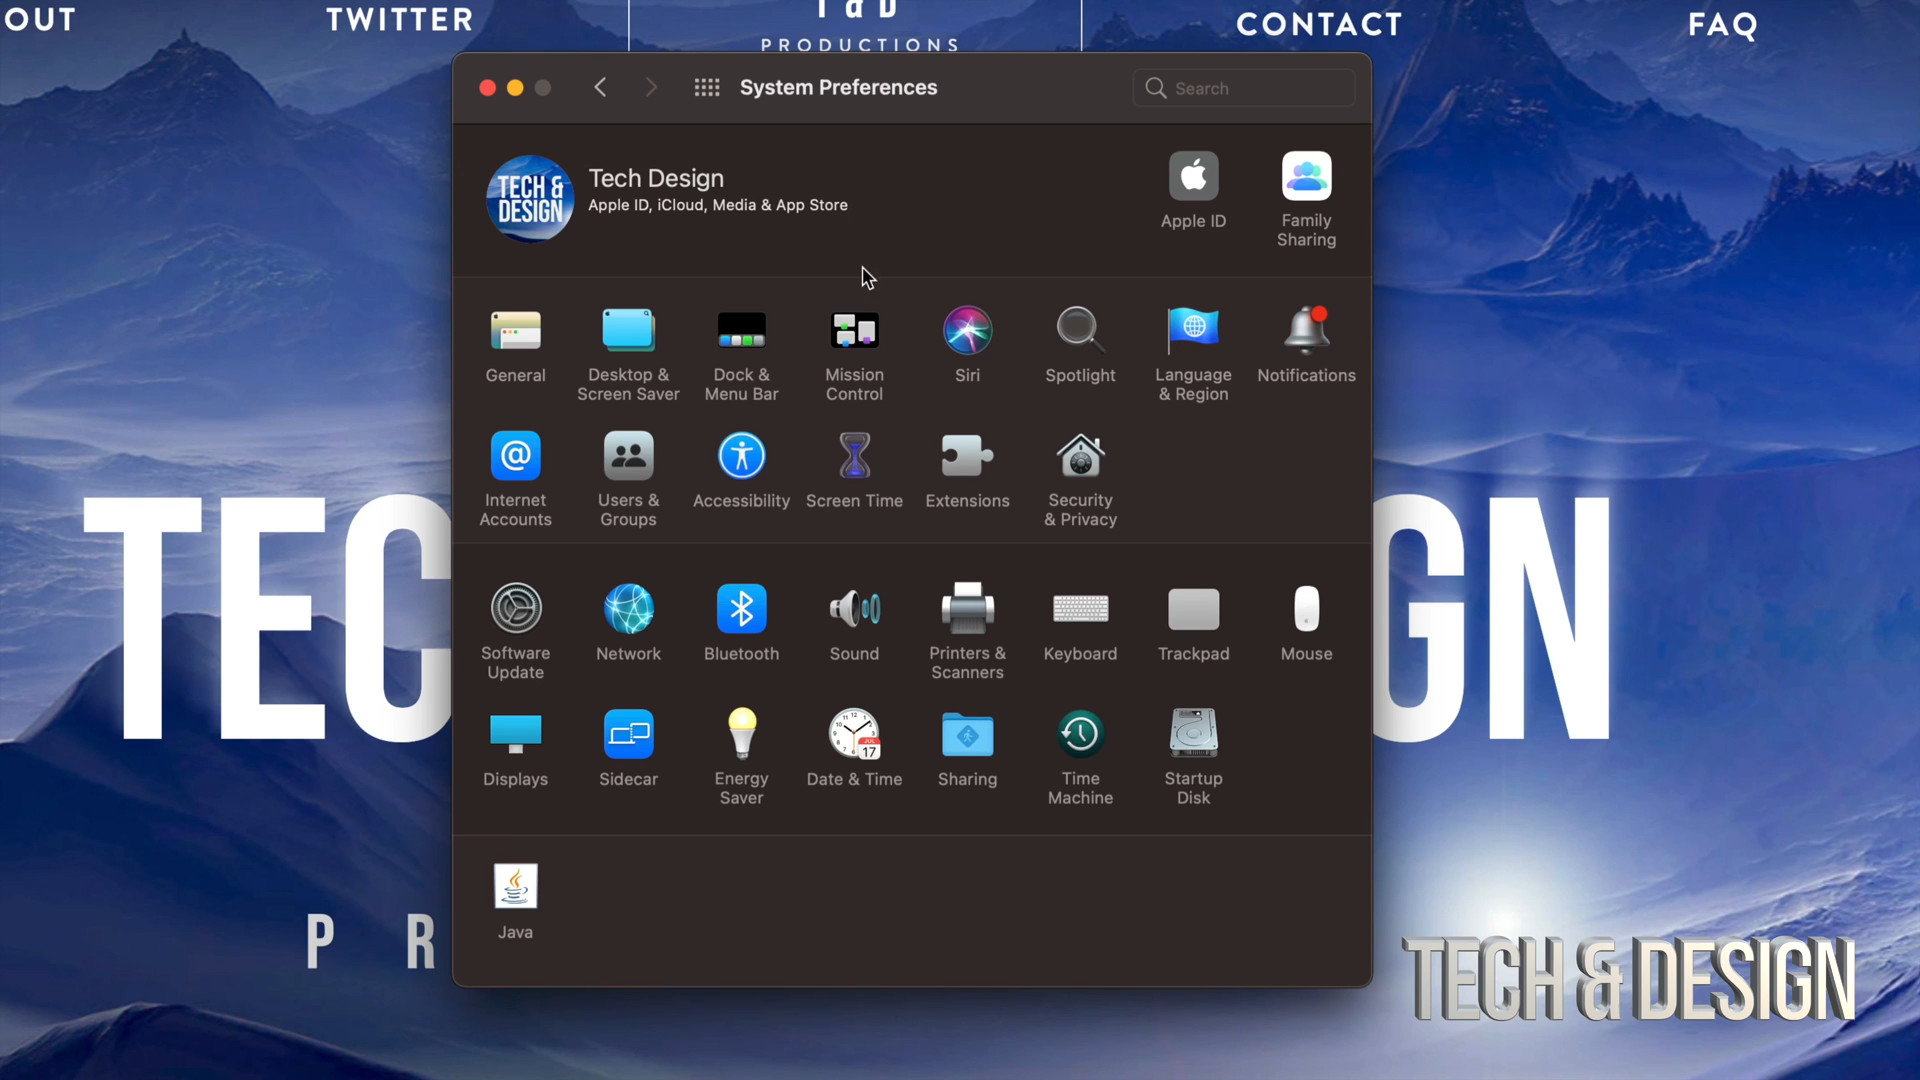 OUT
TWITTER
T & D
PRODUCTIONS
CONTACT
FAQ
System Preferences
Search
TECH &
DESIGN
Tech Design
Apple ID, iCloud, Media & App Store
Apple ID
Family
Sharing
General
Desktop &
Screen Saver
Dock &
Menu Bar
Mission
Control
Siri
Spotlight
Language
& Region
Notifications
Internet
Accounts
Users &
Groups
Accessibility
Screen Time
Extensions
Security
& Privacy
Software
Update
Network
Bluetooth
Sound
Printers &
Scanners
Keyboard
Trackpad
Mouse
Displays
Sidecar
Energy
Saver
JUL
17
Date & Time
Sharing
Time
Machine
Startup
Disk
Java
TEC
GN
P R
TECH & DESIGN